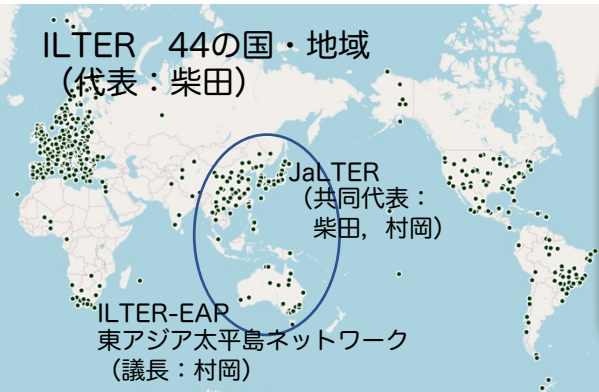 ILTER　44の国・地域
（代表：柴田）
JaLTER
（共同代表：
柴田，村岡）
ILTER-EAP
東アジア太平島ネットワーク
（議長：村岡）